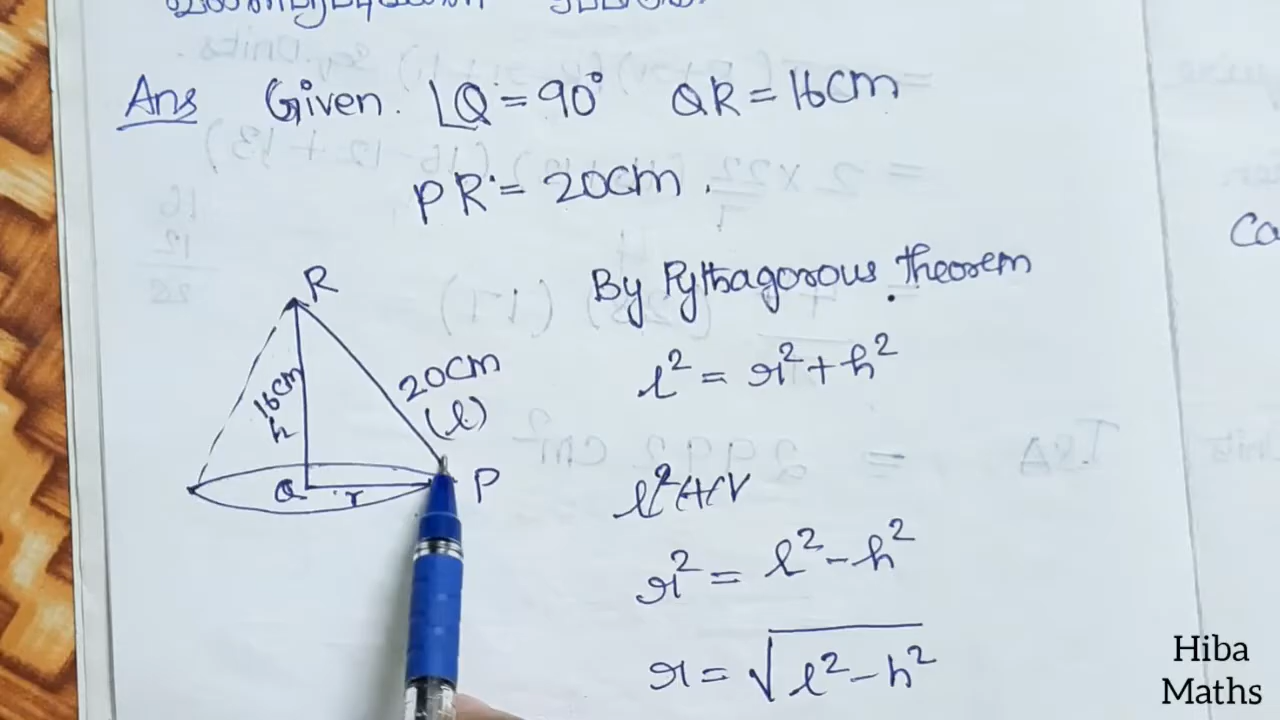 Ans Given. ∟Q = 90° QR = 16cm
PR = 20cm.
Ca
R
By Pythagorous theorem
16cm
h
20cm
(l)
l² = r² + h²
Q r P
r² = l² - h²
r = √l² - h²
Hiba
Maths